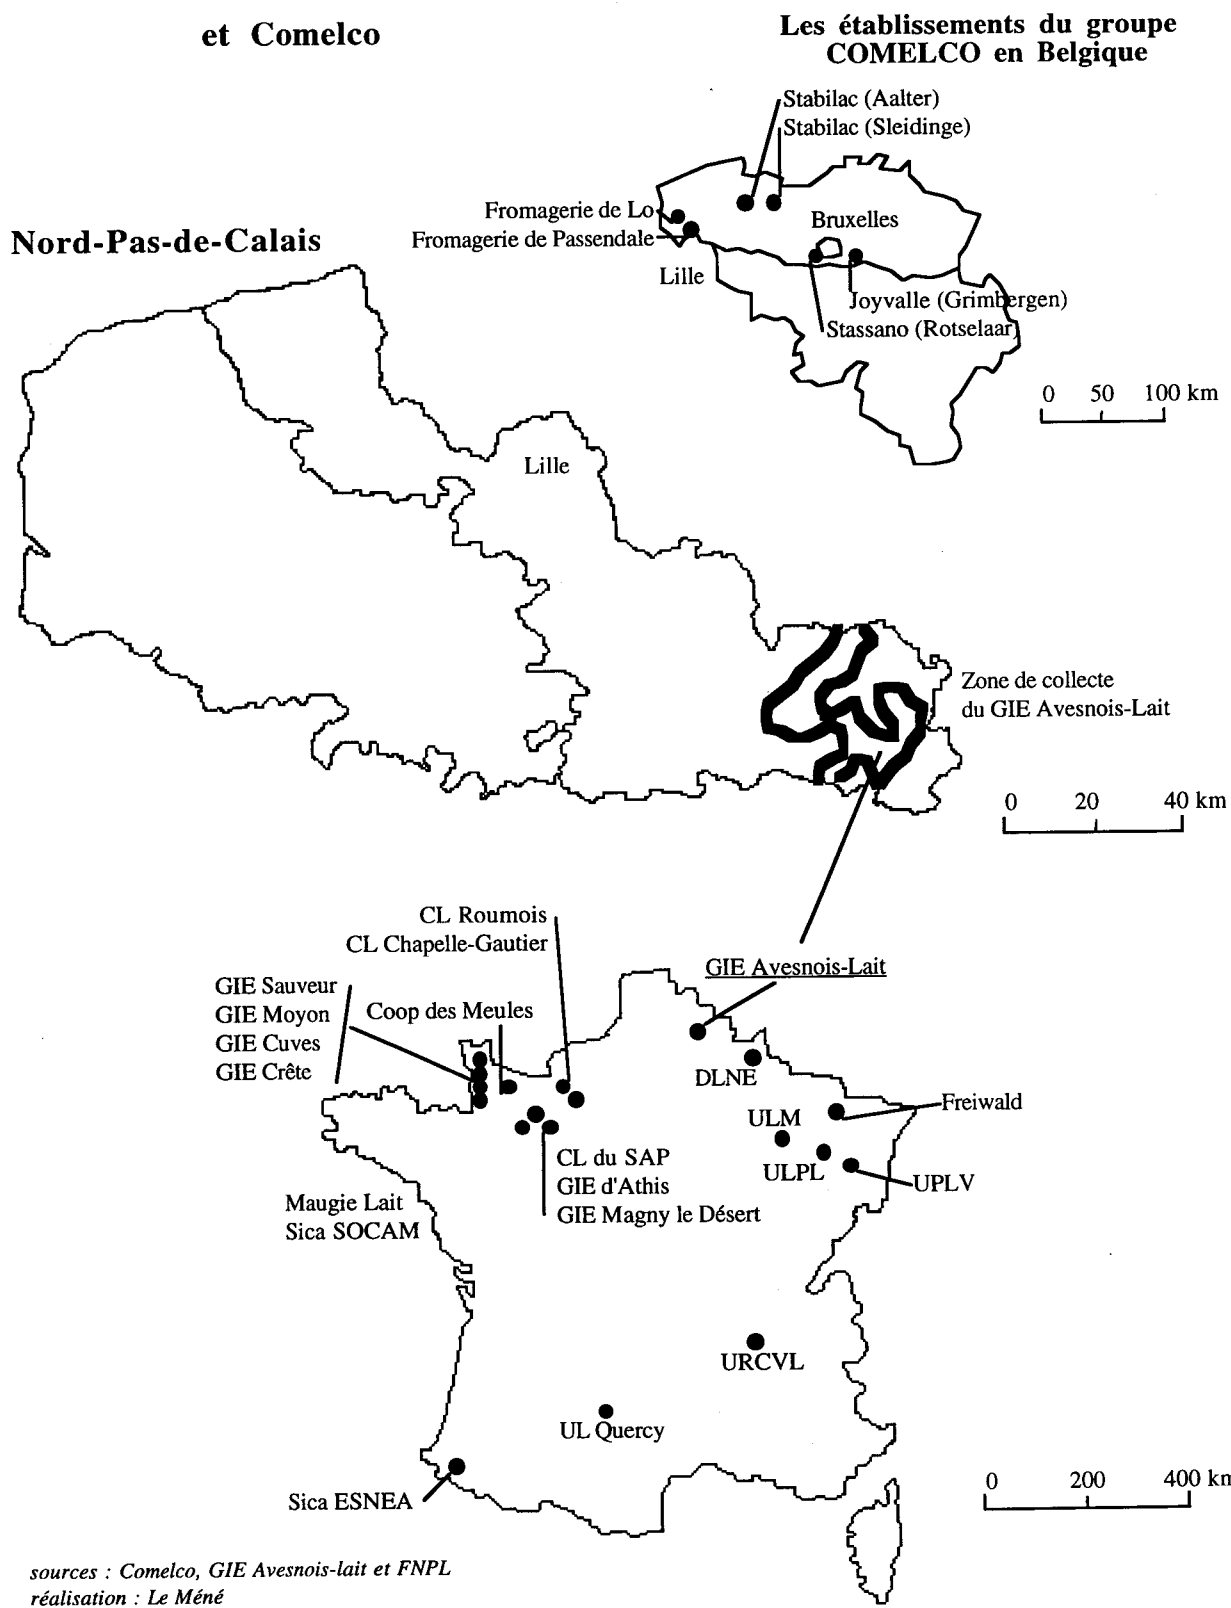 et Comelco
Les établissements du groupe
COMELCO en Belgique
Stabilac (Aalter)
Stabilac (Sleidinge)
Fromagerie de Lo
Fromagerie de Passendale
Bruxelles
Lille
Joyvalle (Grimbergen)
Stassano (Rotselaar)
0 50 100 km
Nord-Pas-de-Calais
Lille
Zone de collecte
du GIE Avesnois-Lait
0 20 40 km
CL Roumois
CL Chapelle-Gautier
GIE Avesnois-Lait
GIE Sauveur
GIE Moyon
GIE Cuves
GIE Crête
Coop des Meules
DLNE
Freiwald
ULM
ULPL
UPLV
CL du SAP
GIE d'Athis
GIE Magny le Désert
Maugie Lait
Sica SOCAM
URCVL
UL Quercy
Sica ESNEA
0 200 400 km
sources : Comelco, GIE Avesnois-lait et FNPL
réalisation : Le Méné